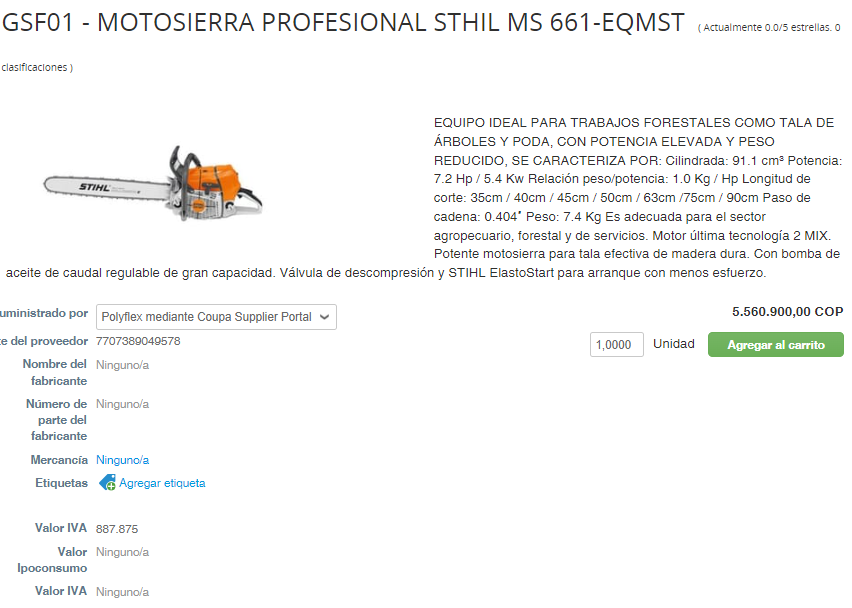 GSF01 - MOTOSIERRA PROFESIONAL STHIL MS 661-EQMST ( Actualmente 0.0/5 estrellas. 0
clasificaciones )
STIHL
EQUIPO IDEAL PARA TRABAJOS FORESTALES COMO TALA DE
ÁRBOLES Y PODA, CON POTENCIA ELEVADA Y PESO
REDUCIDO, SE CARACTERIZA POR: Cilindrada: 91.1 cm³ Potencia:
7.2 Hp / 5.4 Kw Relación peso/potencia: 1.0 Kg / Hp Longitud de
corte: 35cm / 40cm / 45cm / 50cm / 63cm /75cm / 90cm Paso de
cadena: 0.404" Peso: 7.4 Kg Es adecuada para el sector
agropecuario, forestal y de servicios. Motor última tecnología 2 MIX.
Potente motosierra para tala efectiva de madera dura. Con bomba de
aceite de caudal regulable de gran capacidad. Válvula de descompresión y STIHL ElastoStart para arranque con menos esfuerzo.
uministrado por Polyflex mediante Coupa Supplier Portal
5.560.900,00 COP
te del proveedor 7707389049578
1,0000 Unidad Agregar al carrito
Nombre del Ninguno/a
fabricante
Número de Ninguno/a
parte del
fabricante
Mercancía Ninguno/a
Etiquetas Agregar etiqueta
Valor IVA 887.875
Valor Ninguno/a
Ipoconsumo
Valor IVA Ninguno/a